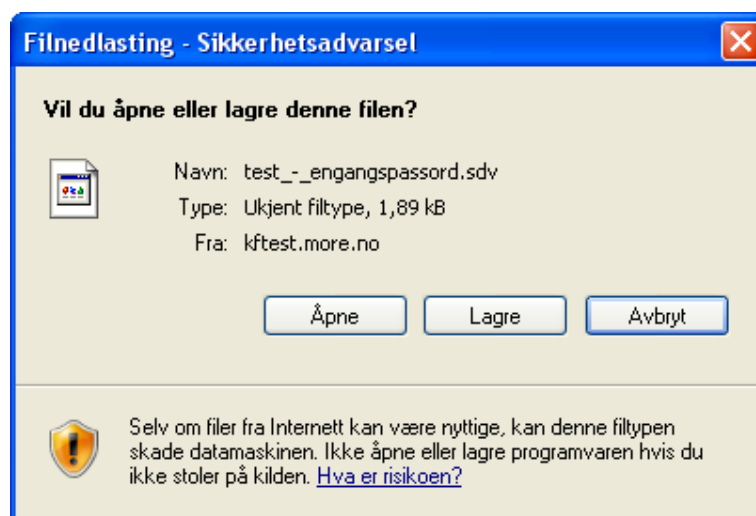 Filnedlasting - Sikkerhetsadvarsel
Vil du åpne eller lagre denne filen?
Navn: test_-_engangspassord.sdv
Type: Ukjent filtype, 1,89 kB
Fra: kftest.more.no
Åpne Lagre Avbryt
Selv om filer fra Internett kan være nyttige, kan denne filtypen
skade datamaskinen. Ikke åpne eller lagre programvaren hvis du
ikke stoler på kilden. Hva er risikoen?